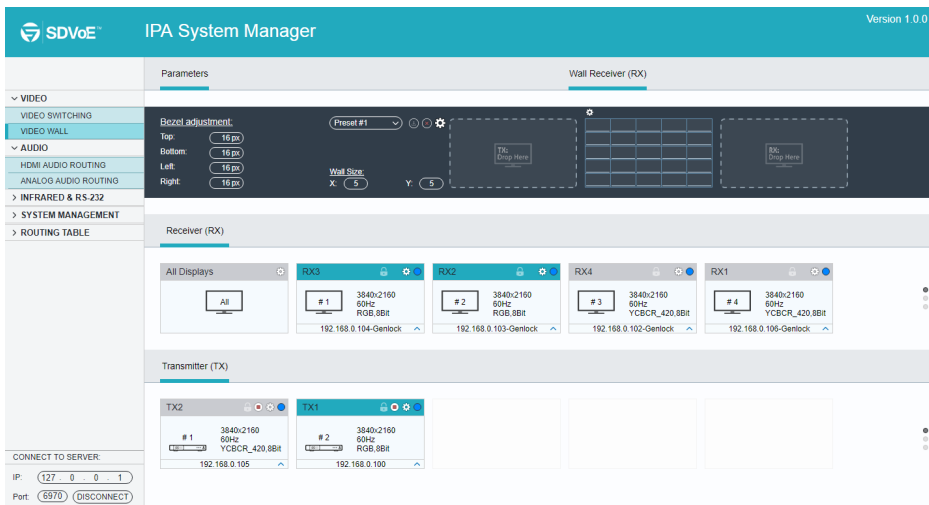 SDVoE™
IPA System Manager
Version 1.0.0
Parameters
Wall Receiver (RX)
VIDEO
VIDEO SWITCHING
VIDEO WALL
AUDIO
HDMI AUDIO ROUTING
ANALOG AUDIO ROUTING
INFRARED & RS-232
SYSTEM MANAGEMENT
ROUTING TABLE
Bezel adjustment:
Top: 16 px
Bottom: 16 px
Left: 16 px
Right: 16 px
Preset #1
Wall Size:
X: 5 Y: 5
TX:
Drop Here
RX:
Drop Here
Receiver (RX)
All Displays
All
RX3
# 1
3840x2160
60Hz
RGB,8Bit
192.168.0.104-Genlock
RX2
# 2
3840x2160
60Hz
RGB,8Bit
192.168.0.103-Genlock
RX4
# 3
3840x2160
60Hz
YCBCR_420,8Bit
192.168.0.102-Genlock
RX1
# 4
3840x2160
60Hz
YCBCR_420,8Bit
192.168.0.106-Genlock
Transmitter (TX)
TX2
# 1
3840x2160
60Hz
YCBCR_420,8Bit
192.168.0.105
TX1
# 2
3840x2160
60Hz
RGB,8Bit
192.168.0.100
CONNECT TO SERVER:
IP: 127 . 0 . 0 . 1
Port: 6970 DISCONNECT